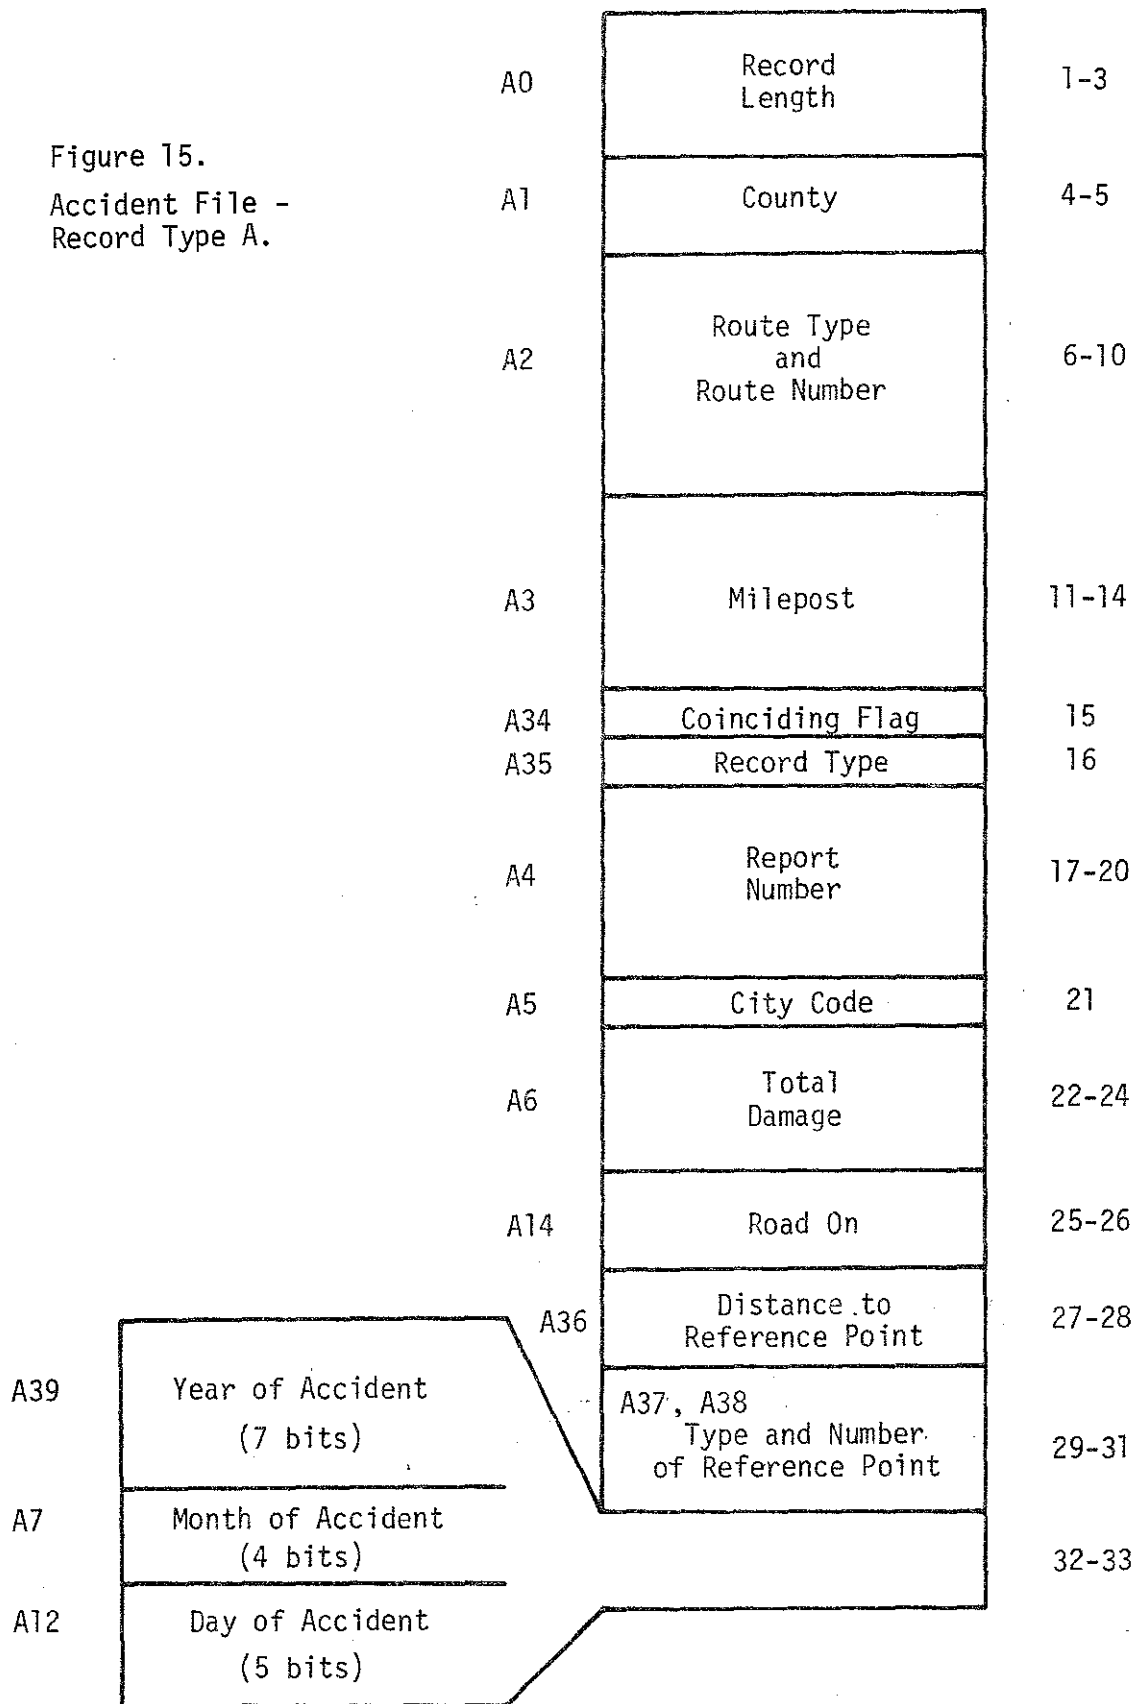 A0
Record
Length
1-3
Figure 15.
Accident File -
Record Type A.
A1
County
4-5
A2
Route Type
and
Route Number
6-10
A3
Milepost
11-14
A34
Coinciding Flag
15
A35
Record Type
16
A4
Report
Number
17-20
A5
City Code
21
A6
Total
Damage
22-24
A14
Road On
25-26
A36
Distance to
Reference Point
27-28
A37, A38
Type and Number
of Reference Point
29-31
A39
Year of Accident
(7 bits)
A7
Month of Accident
(4 bits)
32-33
A12
Day of Accident
(5 bits)